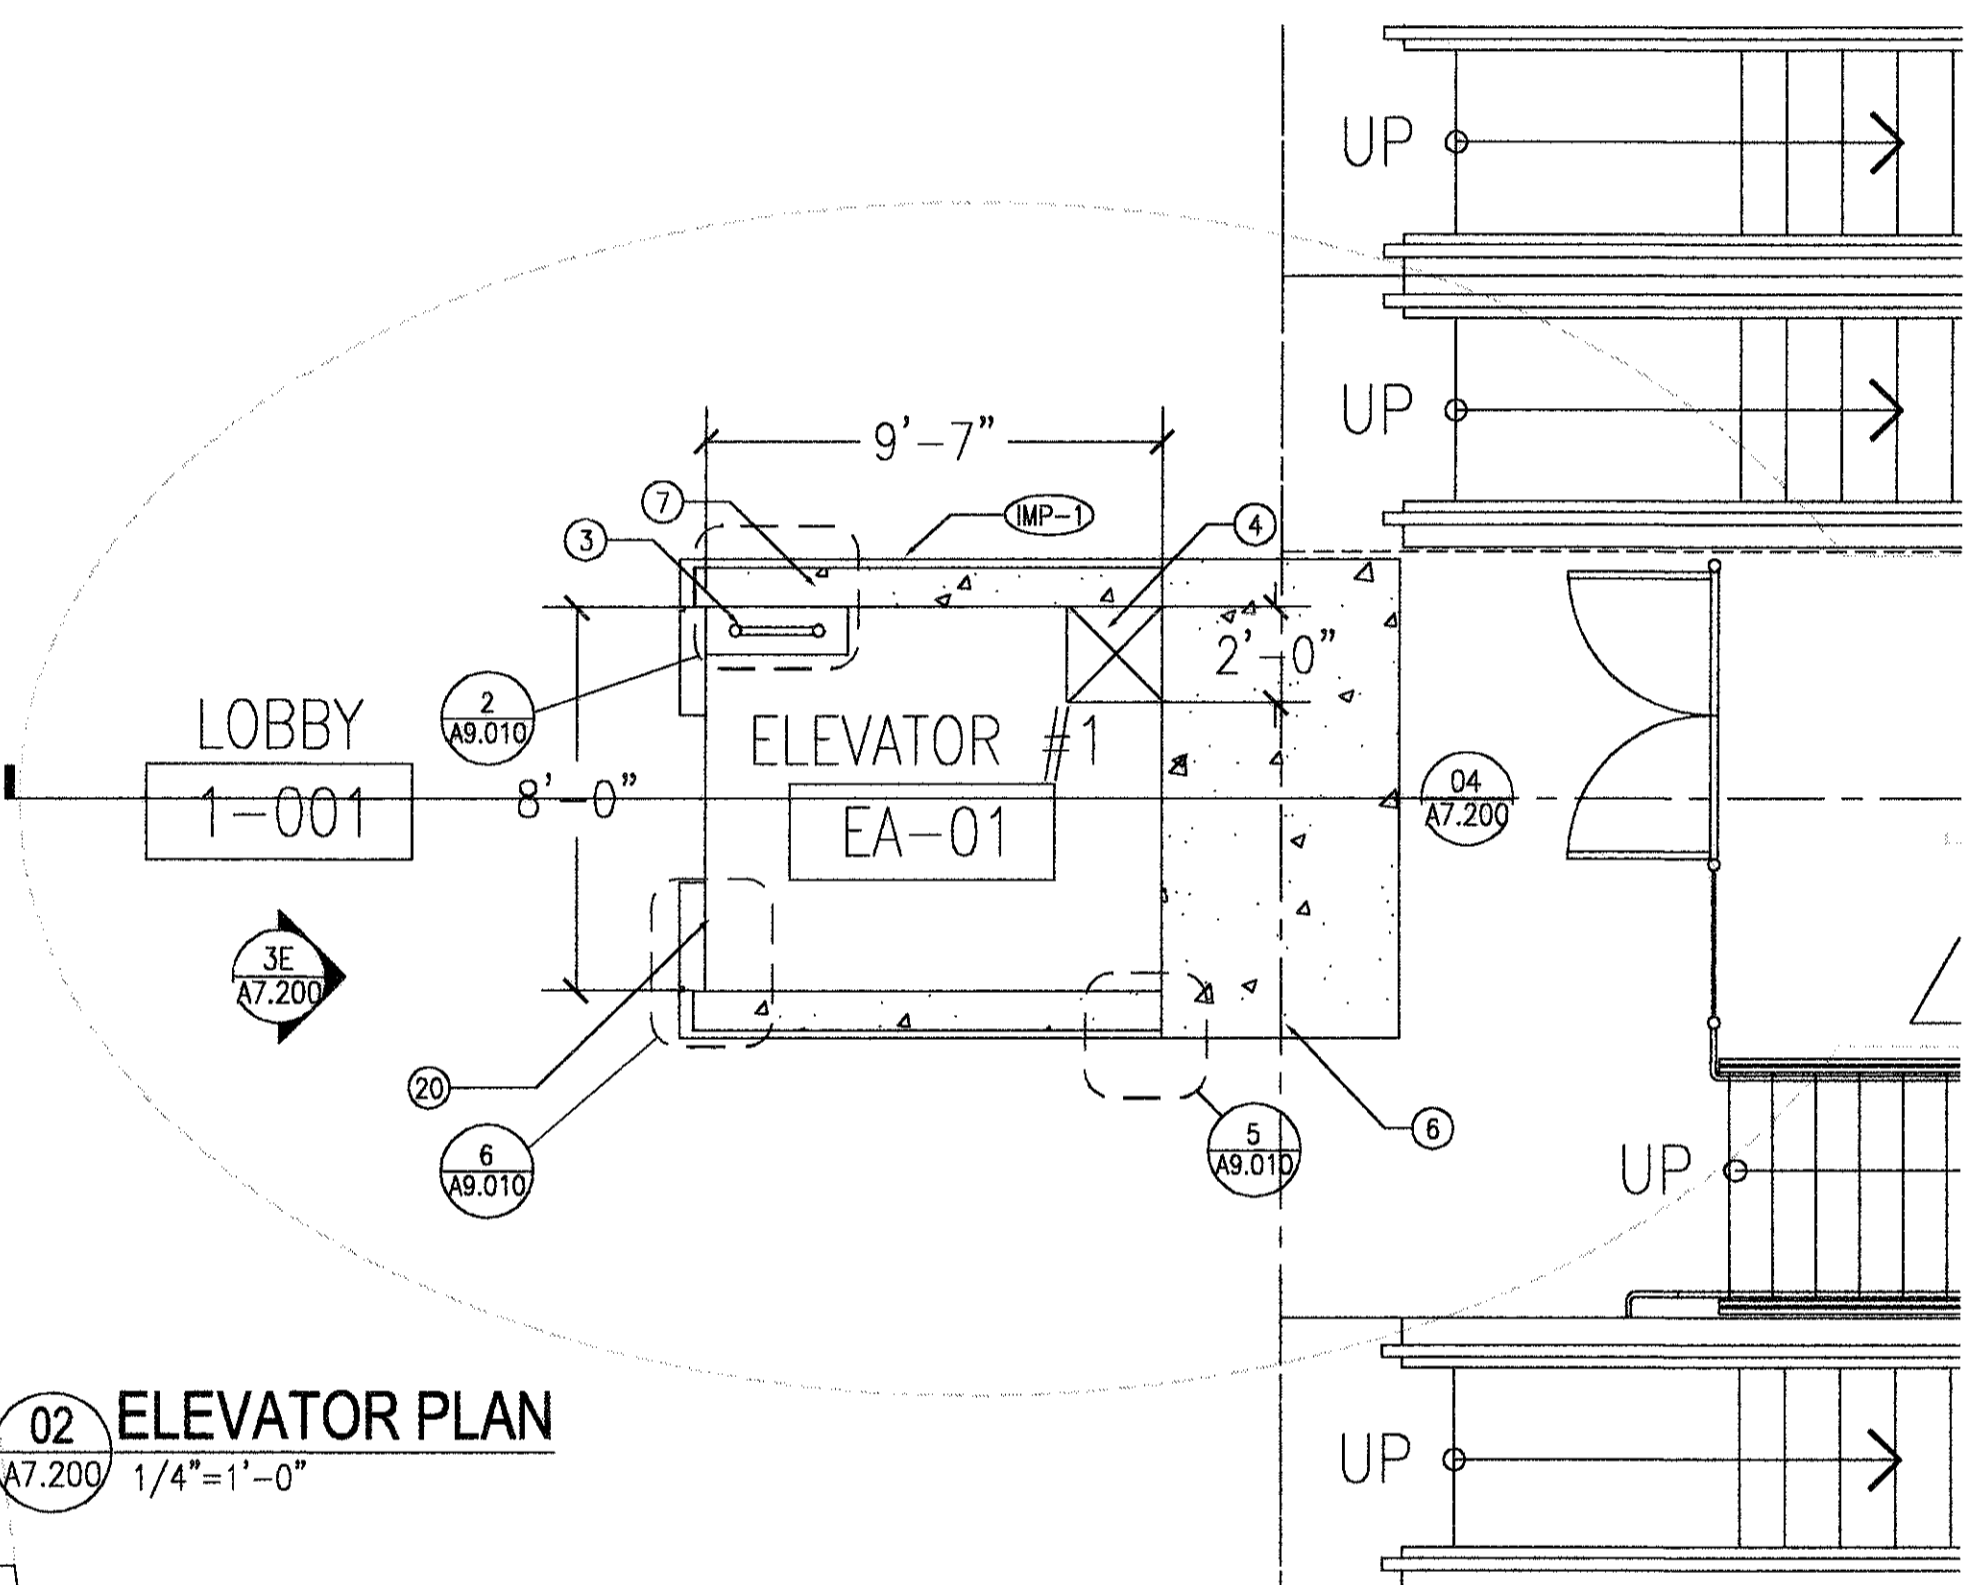 UP
UP
9'-7"
7
IMP-1
3
4
2'-0"
2
A9.010
LOBBY
1-001
8'-0"
ELEVATOR #1
EA-01
04
A7.200
3E
A7.200
20
6
A9.010
5
A9.010
6
UP
UP
02
A7.200
ELEVATOR PLAN
1/4"=1'-0"